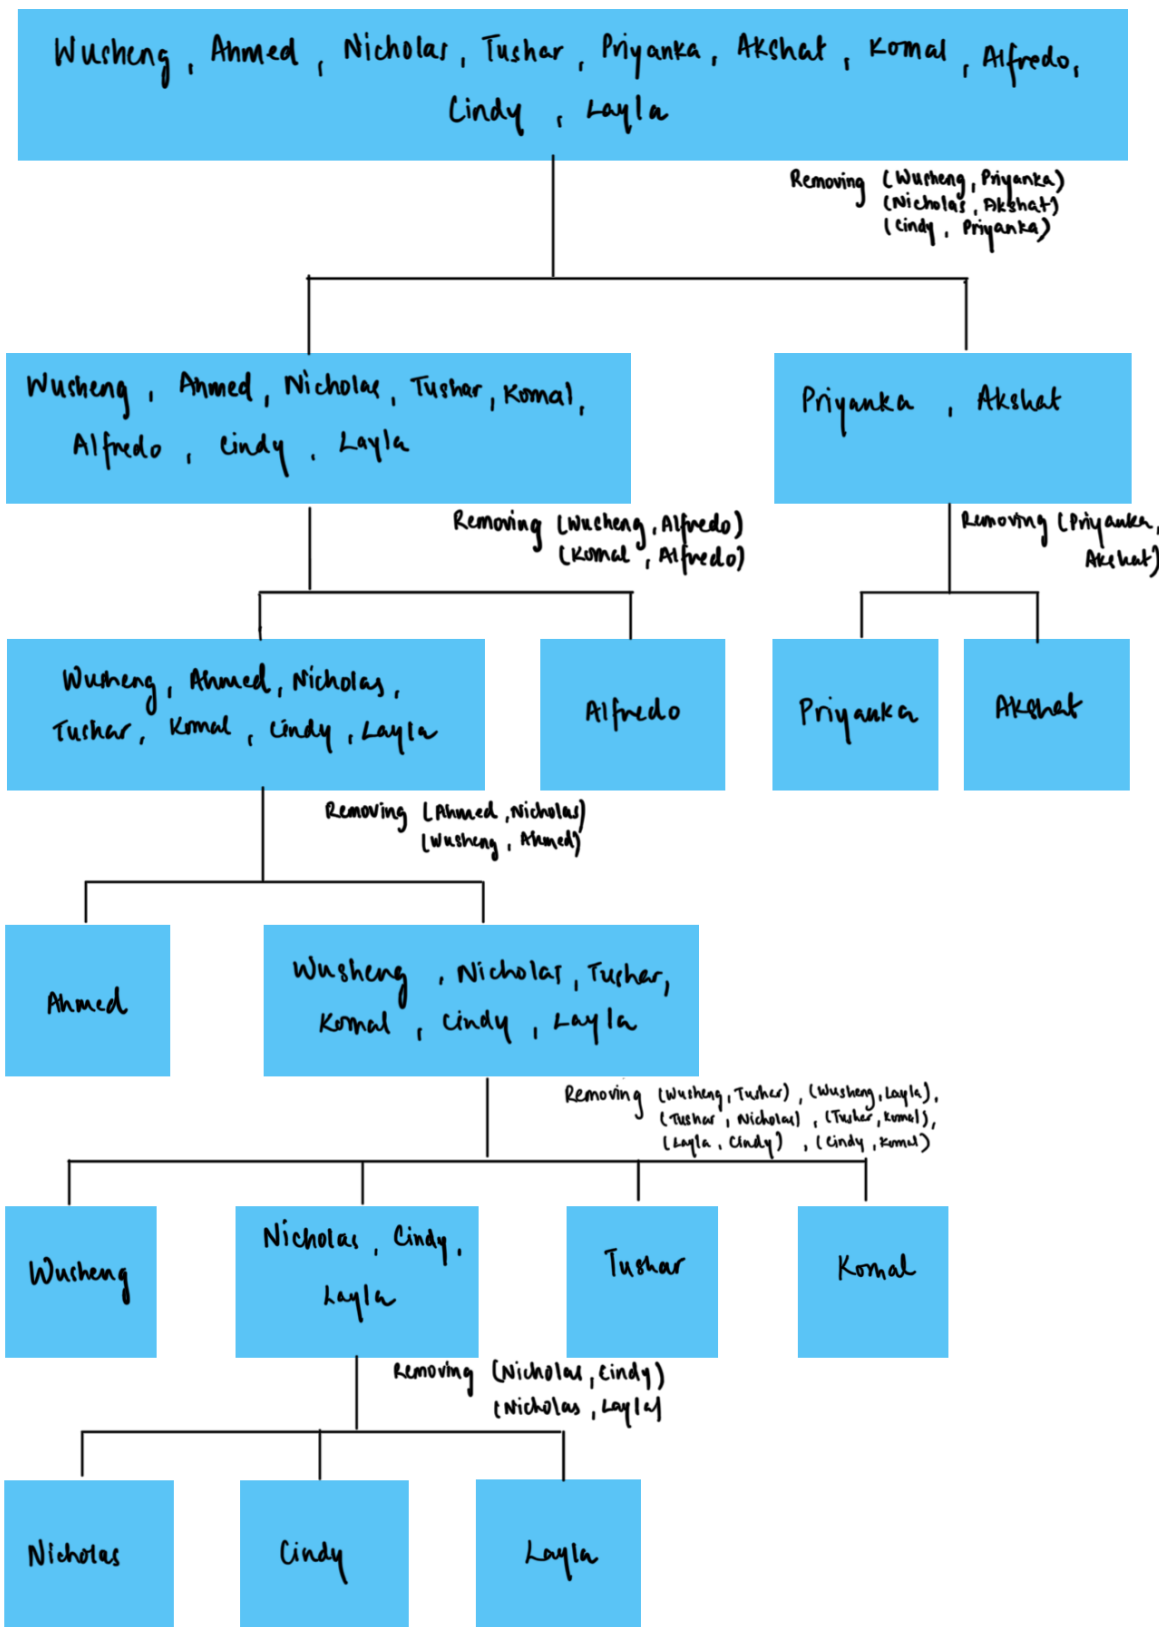 Wusheng , Ahmed , Nicholas , Tushar , Priyanka , Akshat , Komal , Alfredo ,
Cindy , Layla
Removing (Wusheng, Priyanka)
(Nicholas, Akshat)
(Cindy, Priyanka)
Wusheng , Ahmed , Nicholas , Tushar , Komal ,
Alfredo , Cindy , Layla
Priyanka , Akshat
Removing (Wusheng, Alfredo)
(Komal, Alfredo)
Removing (Priyanka,
Akshat)
Wusheng , Ahmed , Nicholas ,
Tushar , Komal , Cindy , Layla
Alfredo
Priyanka
Akshat
Removing (Ahmed, Nicholas)
(Wusheng, Ahmed)
Ahmed
Wusheng , Nicholas , Tushar ,
Komal , Cindy , Layla
Removing (Wusheng, Tushar) , (Wusheng, Layla) ,
(Tushar, Nicholas) , (Tushar, Komal) ,
(Layla, Cindy) , (Cindy, Komal)
Wusheng
Nicholas , Cindy ,
Layla
Tushar
Komal
Removing (Nicholas, Cindy)
(Nicholas, Layla)
Nicholas
Cindy
Layla